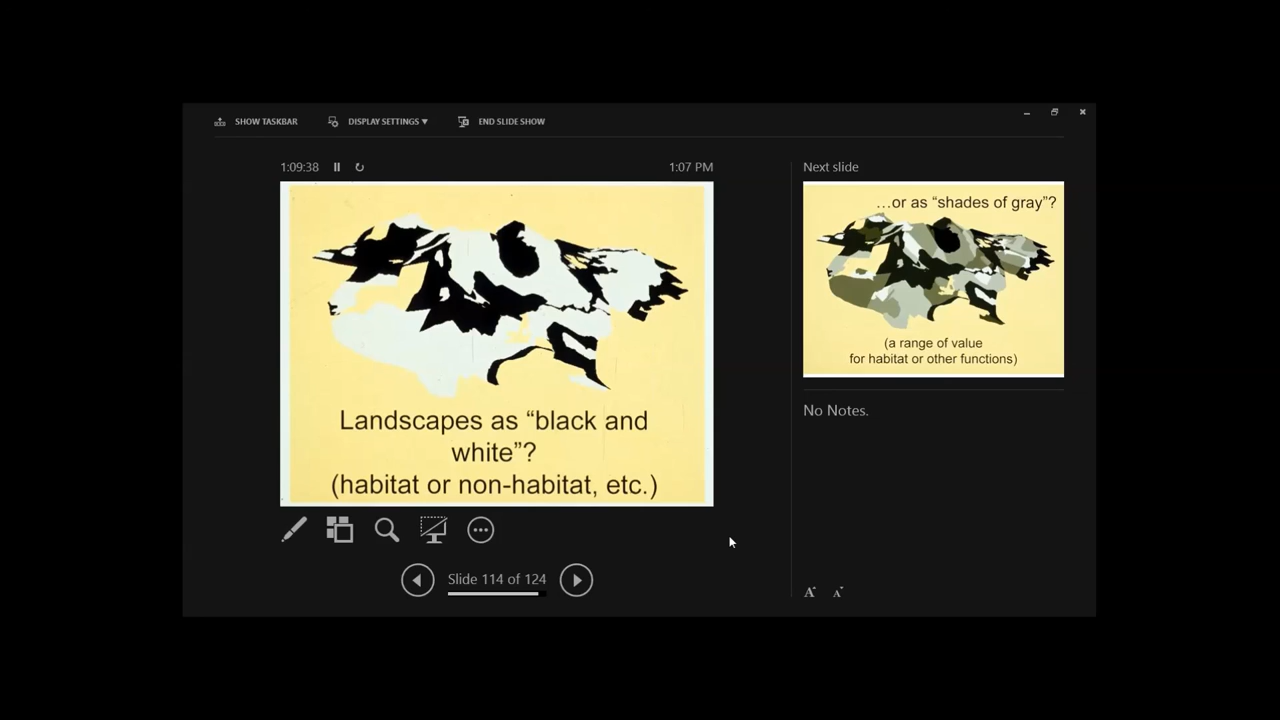 SHOW TASKBAR
DISPLAY SETTINGS ▼
END SLIDE SHOW
1:09:38
1:07 PM
Landscapes as “black and
white”?
(habitat or non-habitat, etc.)
Slide 114 of 124
Next slide
…or as “shades of gray”?
(a range of value
for habitat or other functions)
No Notes.
A A